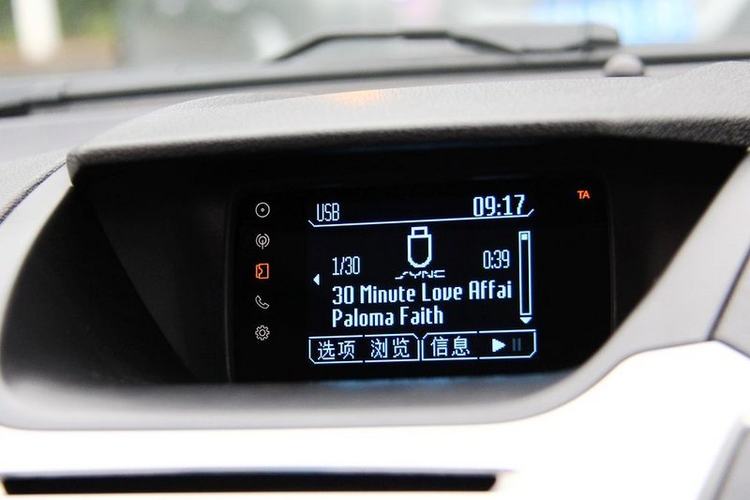 USB 09:17
TA
1/30 0:39
SYNC
30 Minute Love Affai
Paloma Faith
选项 浏览 信息